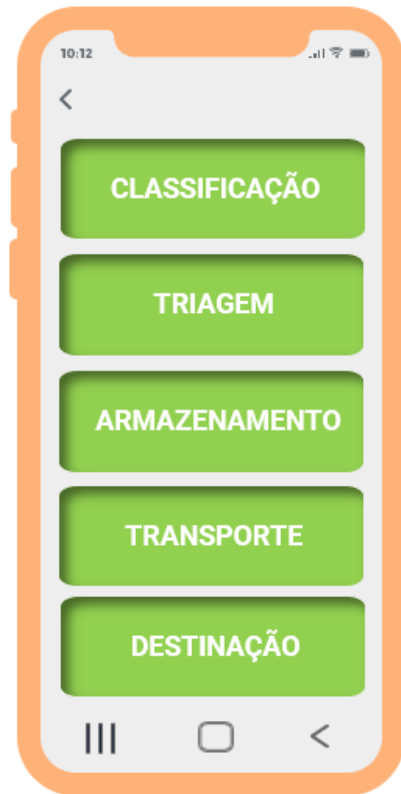 10:12
CLASSIFICAÇÃO
TRIAGEM
ARMAZENAMENTO
TRANSPORTE
DESTINAÇÃO